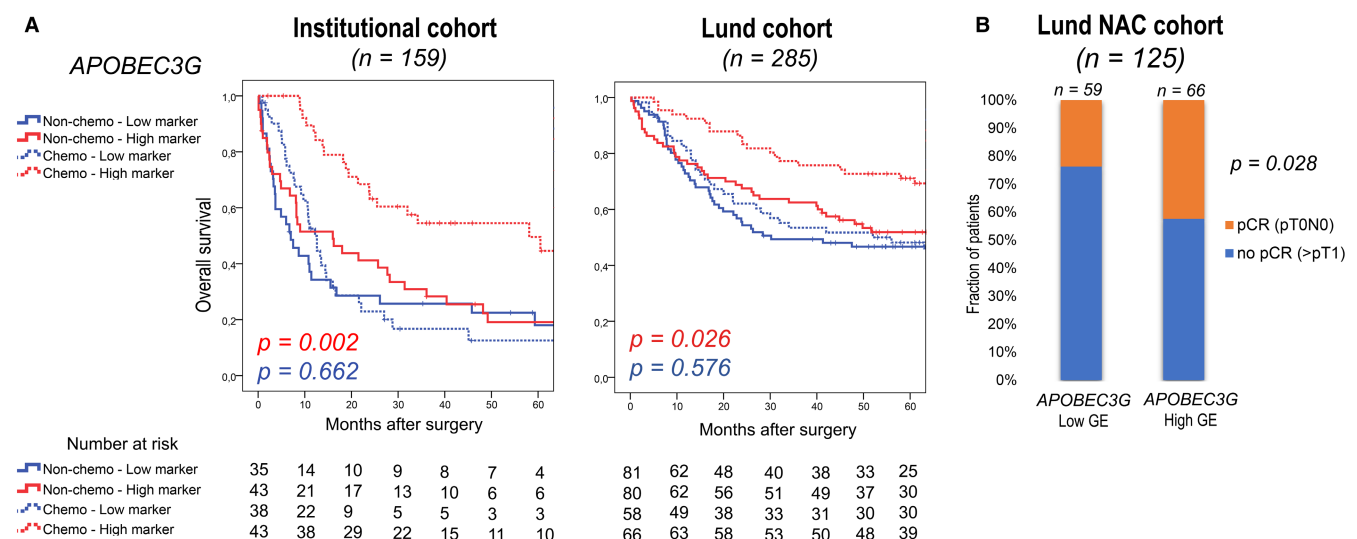 A
Institutional cohort
(n = 159)
Lund cohort
(n = 285)
B
Lund NAC cohort
(n = 125)
APOBEC3G
Non-chemo - Low marker
Non-chemo - High marker
Chemo - Low marker
Chemo - High marker
Overall survival
1,0
0,8
0,6
0,4
0,2
0,0
p = 0.002
p = 0.662
0 10 20 30 40 50 60
Months after surgery
1,0
0,8
0,6
0,4
0,2
0,0
p = 0.026
p = 0.576
0 10 20 30 40 50 60
Months after surgery
n = 59 n = 66
Fraction of patients
100%
90%
80%
70%
60%
50%
40%
30%
20%
10%
0%
p = 0.028
pCR (pT0N0)
no pCR (>pT1)
APOBEC3G APOBEC3G
Low GE High GE
Number at risk
Non-chemo - Low marker 35 14 10 9 8 7 4 81 62 48 40 38 33 25
Non-chemo - High marker 43 21 17 13 10 6 6 80 62 56 51 49 37 30
Chemo - Low marker 38 22 9 5 5 3 3 58 49 38 33 31 30 30
Chemo - High marker 43 38 29 22 15 11 10 66 63 58 53 50 48 39